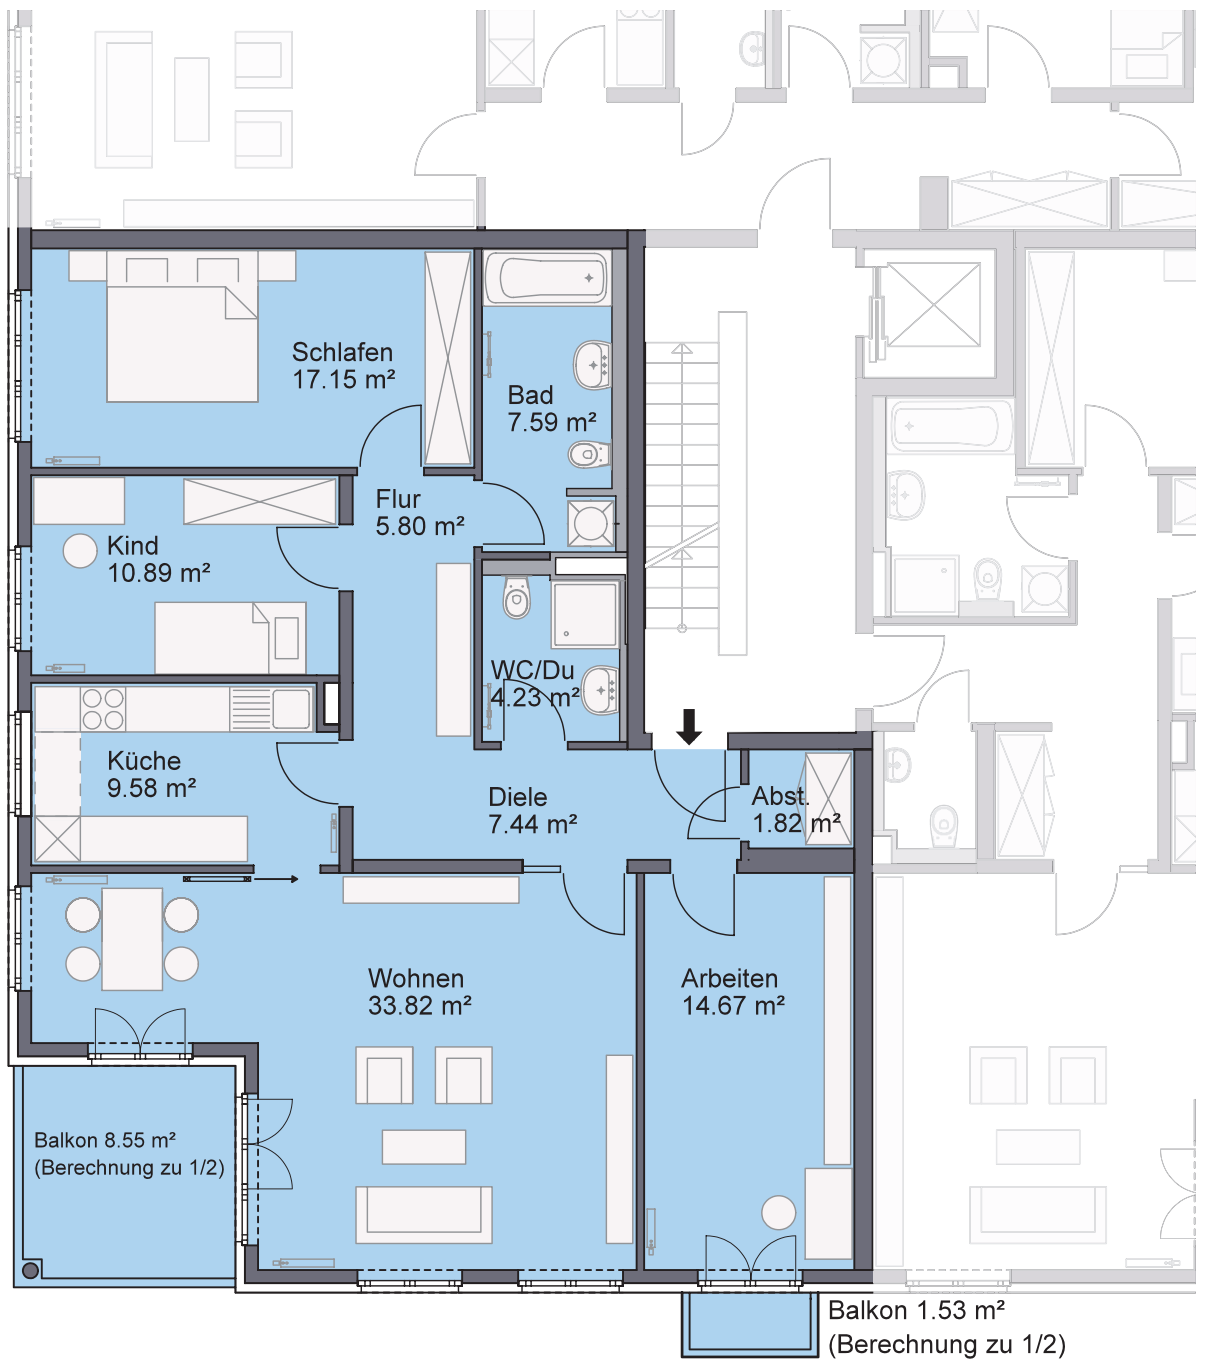 Schlafen
17.15 m²
Bad
7.59 m²
Flur
5.80 m²
Kind
10.89 m²
WC/Du
4.23 m²
Küche
9.58 m²
Diele
7.44 m²
Abst.
1.82 m²
Wohnen
33.82 m²
Arbeiten
14.67 m²
Balkon 8.55 m²
(Berechnung zu 1/2)
Balkon 1.53 m²
(Berechnung zu 1/2)